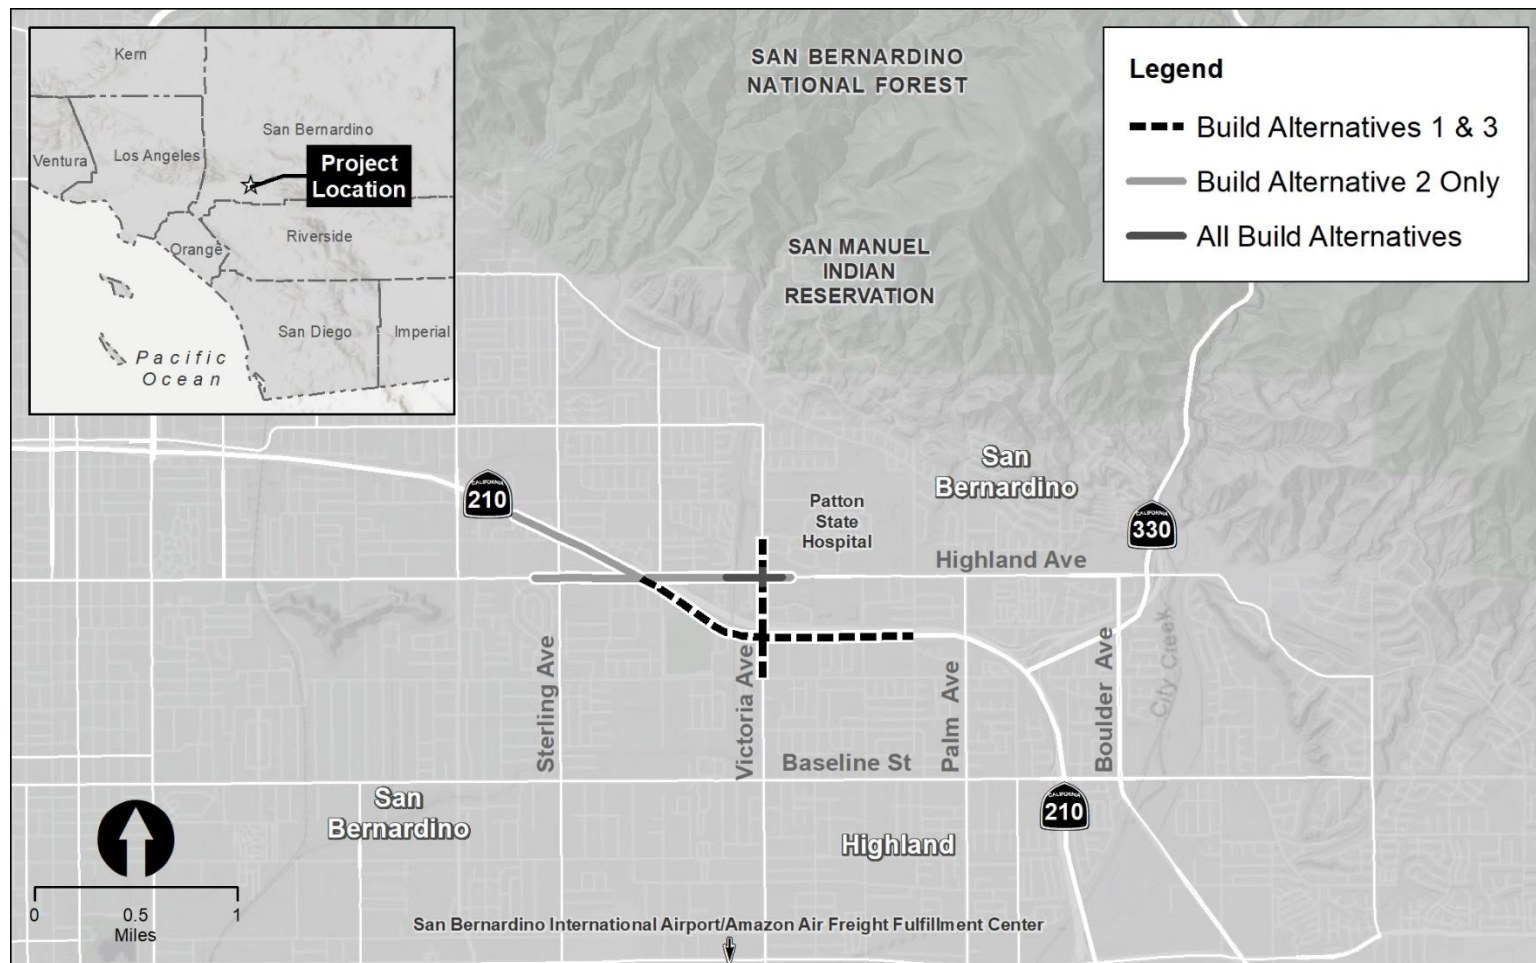 Kern
San Bernardino
Ventura
Los Angeles
Project
Location
Orange
Riverside
San Diego
Imperial
Pacific
Ocean
SAN BERNARDINO
NATIONAL FOREST
SAN MANUEL
INDIAN
RESERVATION
Legend
Build Alternatives 1 & 3
Build Alternative 2 Only
All Build Alternatives
CALIFORNIA
210
San
Bernardino
Patton
State
Hospital
CALIFORNIA
330
Highland Ave
Sterling Ave
Victoria Ave
Palm Ave
Boulder Ave
City Creek
Baseline St
San
Bernardino
CALIFORNIA
210
Highland
0
0.5
1
Miles
San Bernardino International Airport/Amazon Air Freight Fulfillment Center